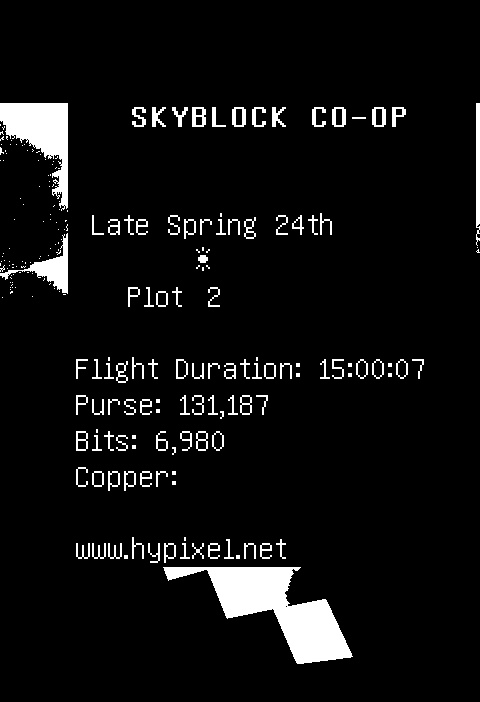 SKYBLOCK CO-OP
Late Spring 24th
Plot 2
Flight Duration: 15:00:07
Purse: 131,187
Bits: 6,980
Copper:
www.hypixel.net